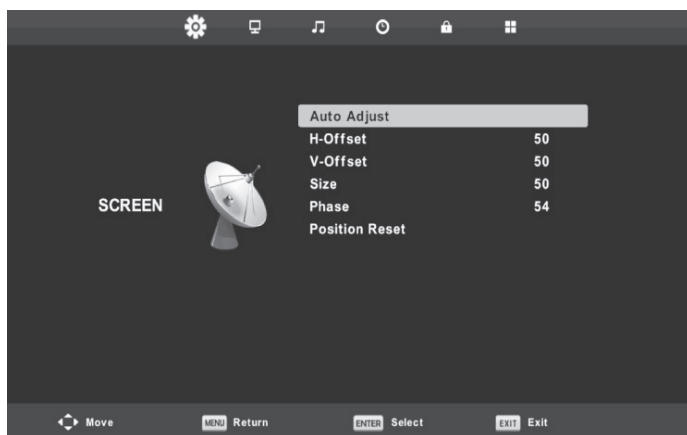 Auto Adjust
H-Offset 50
V-Offset 50
Size 50
SCREEN
Phase 54
Position Reset
Move MENU Return ENTER Select EXIT Exit